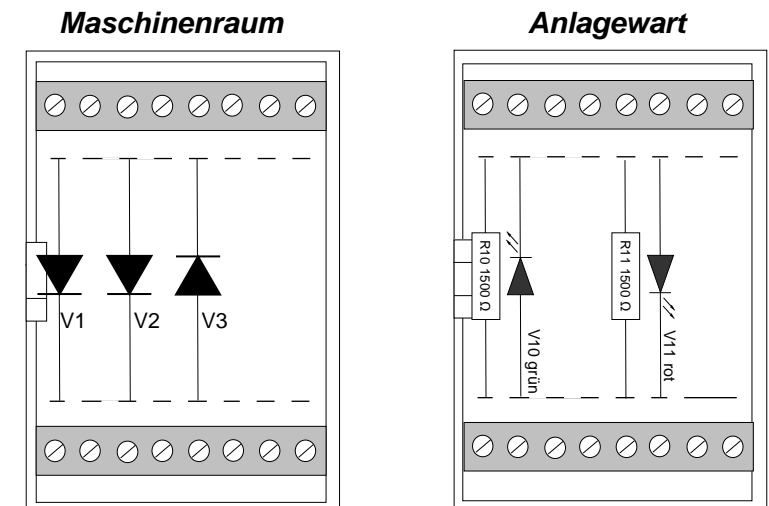 Maschinenraum
V1
V2
V3
Anlagewart
R10 1500 Ω
V10 grün
R11 1500 Ω
V11 rot